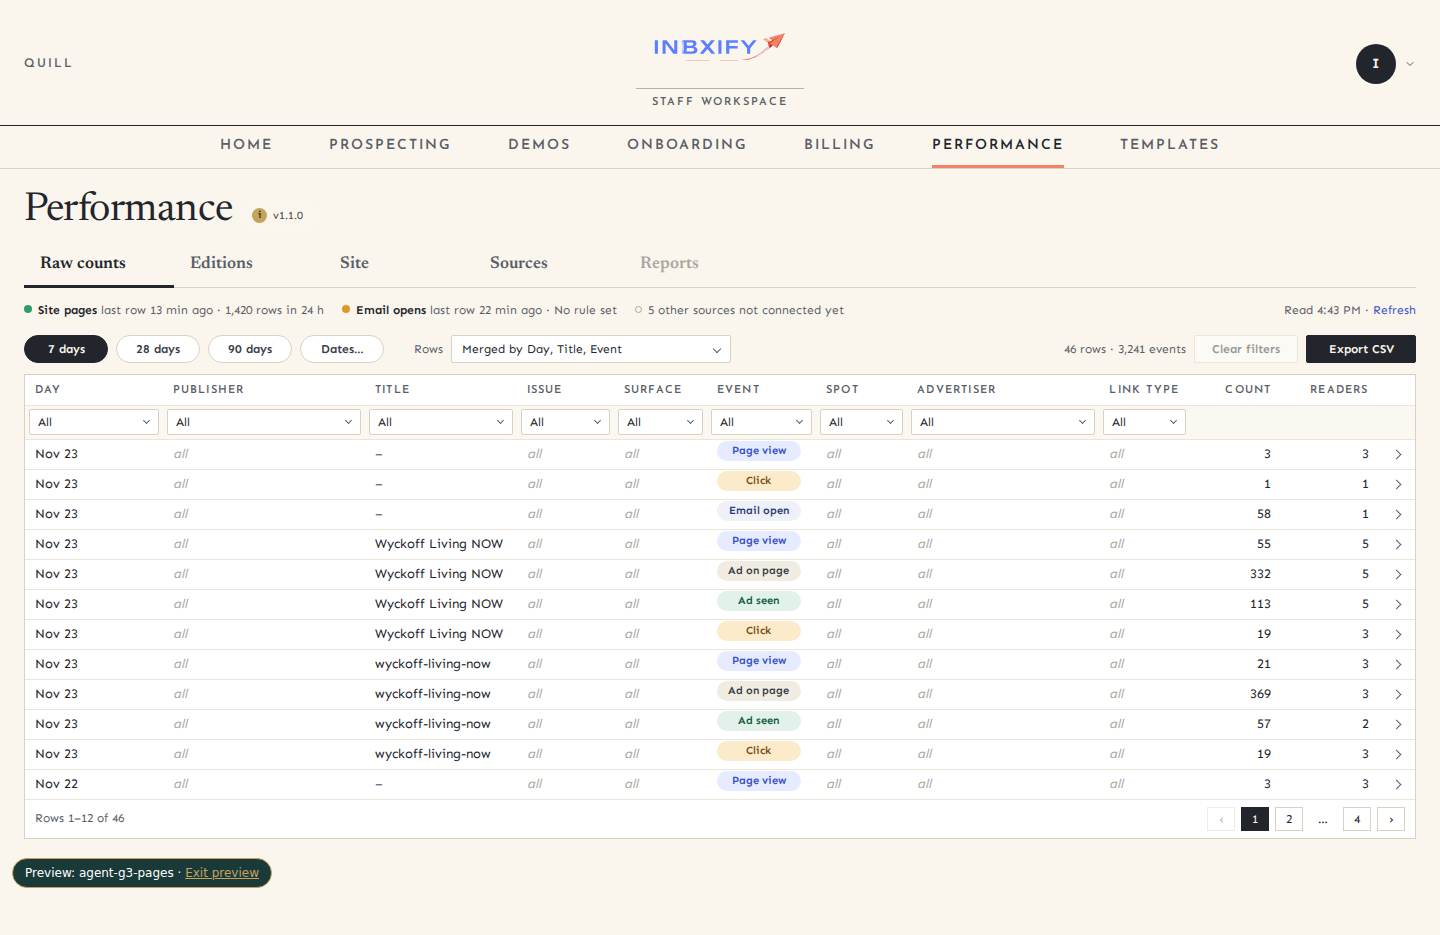 QUILL
INBXIFY
STAFF WORKSPACE
I
HOME PROSPECTING DEMOS ONBOARDING BILLING PERFORMANCE TEMPLATES
Performance i v1.1.0
Raw counts Editions Site Sources Reports
Site pages last row 13 min ago · 1,420 rows in 24 h Email opens last row 22 min ago · No rule set 5 other sources not connected yet Read 4:43 PM · Refresh
7 days 28 days 90 days Dates... Rows Merged by Day, Title, Event 46 rows · 3,241 events Clear filters Export CSV
DAY PUBLISHER TITLE ISSUE SURFACE EVENT SPOT ADVERTISER LINK TYPE COUNT READERS
All All All All All All All All All
Nov 23 all – all all Page view all all all 3 3
Nov 23 all – all all Click all all all 1 1
Nov 23 all – all all Email open all all all 58 1
Nov 23 all Wyckoff Living NOW all all Page view all all all 55 5
Nov 23 all Wyckoff Living NOW all all Ad on page all all all 332 5
Nov 23 all Wyckoff Living NOW all all Ad seen all all all 113 5
Nov 23 all Wyckoff Living NOW all all Click all all all 19 3
Nov 23 all wyckoff-living-now all all Page view all all all 21 3
Nov 23 all wyckoff-living-now all all Ad on page all all all 369 3
Nov 23 all wyckoff-living-now all all Ad seen all all all 57 2
Nov 23 all wyckoff-living-now all all Click all all all 19 3
Nov 22 all – all all Page view all all all 3 3
Rows 1–12 of 46 ‹ 1 2 ... 4 ›
Preview: agent-g3-pages · Exit preview